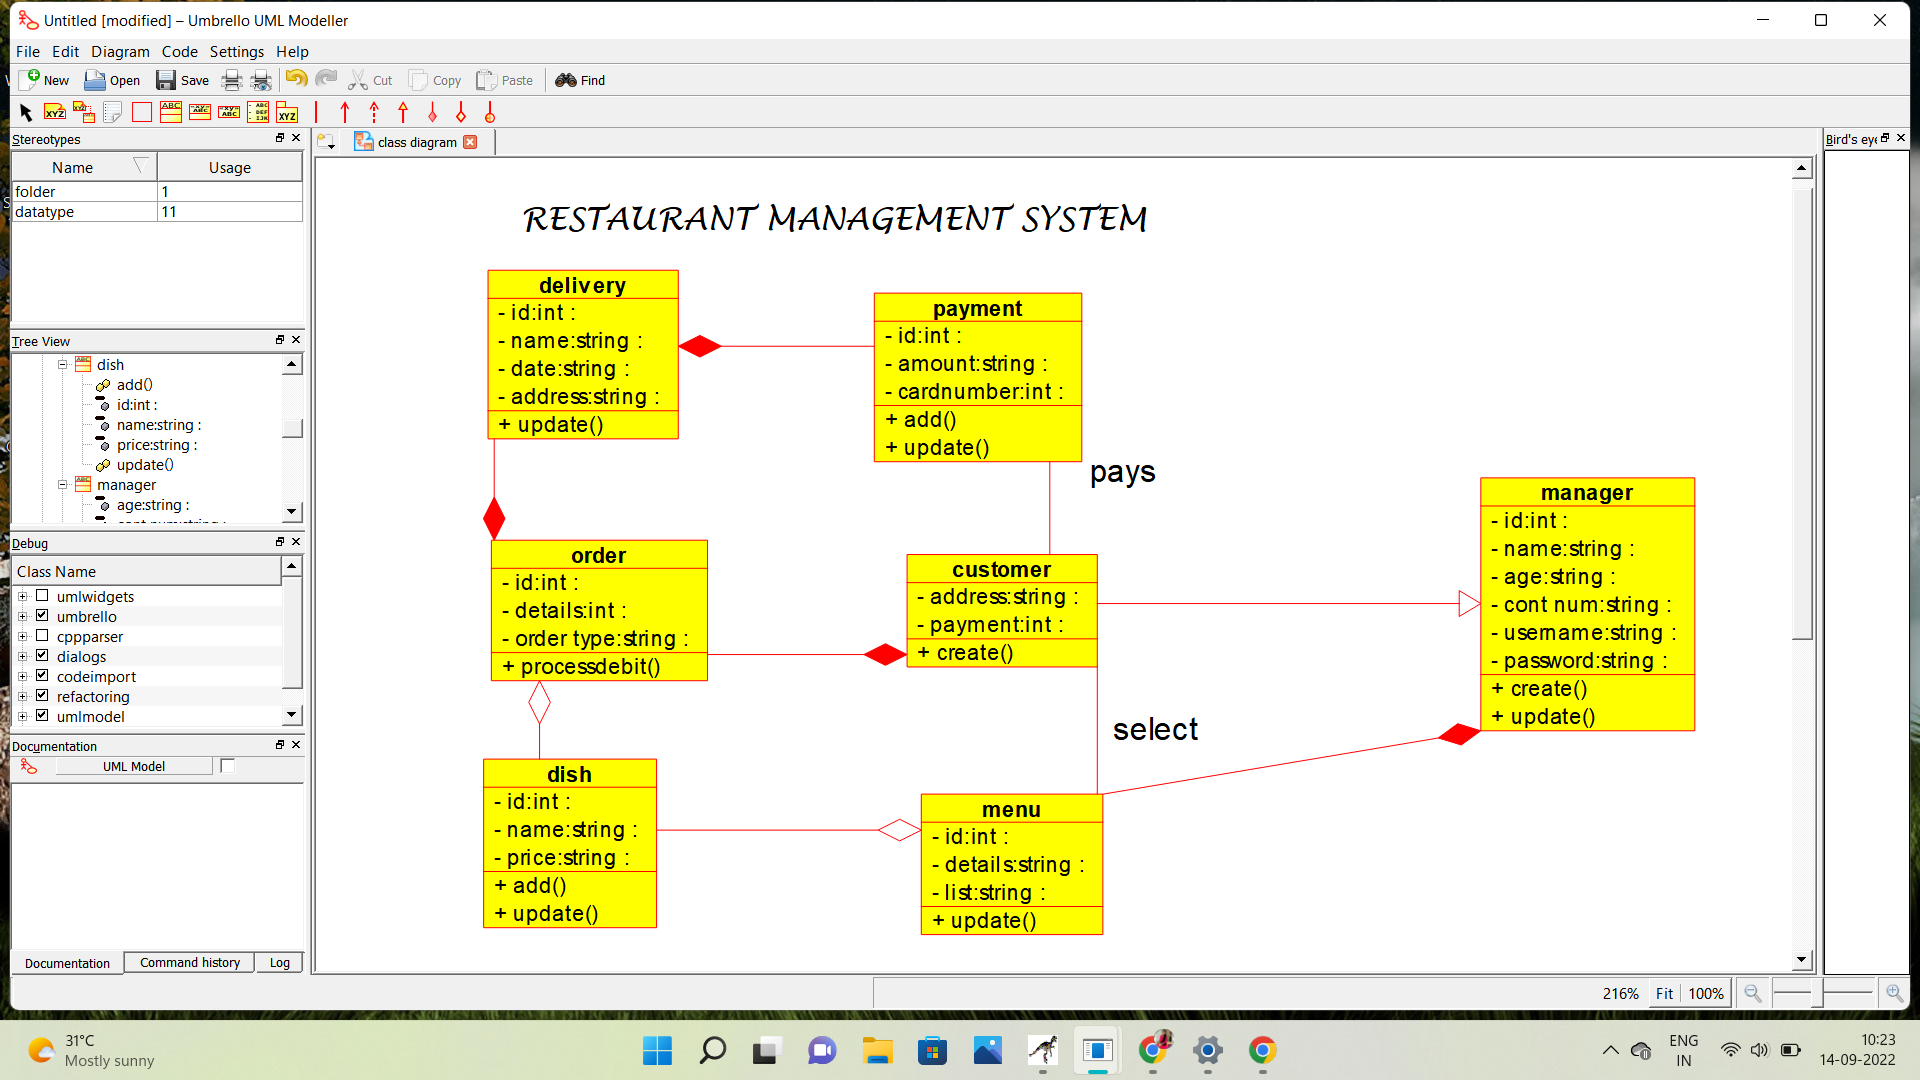 Untitled [modified] – Umbrello UML Modeller
File Edit Diagram Code Settings Help
New Open Save Cut Copy Paste Find
Stereotypes
Name Usage
folder 1
datatype 11
Tree View
dish
add()
id:int :
name:string :
price:string :
update()
manager
age:string :
Debug
Class Name
umlwidgets
umbrello
cppparser
dialogs
codeimport
refactoring
umlmodel
Documentation
UML Model
Documentation Command history Log
class diagram
Bird's eye
RESTAURANT MANAGEMENT SYSTEM
delivery
- id:int :
- name:string :
- date:string :
- address:string :
+ update()
payment
- id:int :
- amount:string :
- cardnumber:int :
+ add()
+ update()
pays
manager
- id:int :
- name:string :
- age:string :
- cont num:string :
- username:string :
- password:string :
+ create()
+ update()
order
- id:int :
- details:int :
- order type:string :
+ processdebit()
customer
- address:string :
- payment:int :
+ create()
select
dish
- id:int :
- name:string :
- price:string :
+ add()
+ update()
menu
- id:int :
- details:string :
- list:string :
+ update()
216% Fit 100%
31°C
Mostly sunny
ENG
IN
10:23
14-09-2022